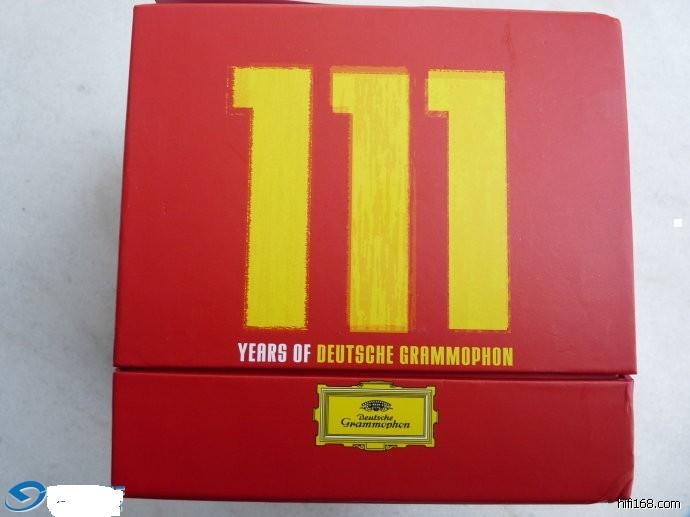 111
YEARS OF DEUTSCHE GRAMMOPHON
Deutsche
Grammophon
hifi168.com